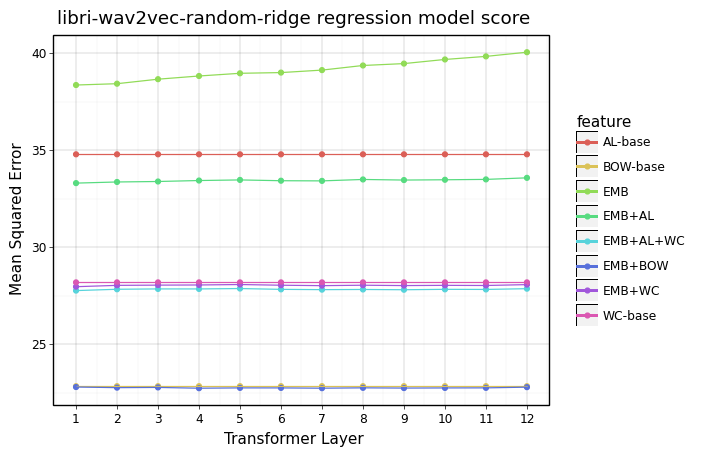 libri-wav2vec-random-ridge regression model score
Mean Squared Error
40
35
30
25
1 2 3 4 5 6 7 8 9 10 11 12
Transformer Layer
feature
AL-base
BOW-base
EMB
EMB+AL
EMB+AL+WC
EMB+BOW
EMB+WC
WC-base